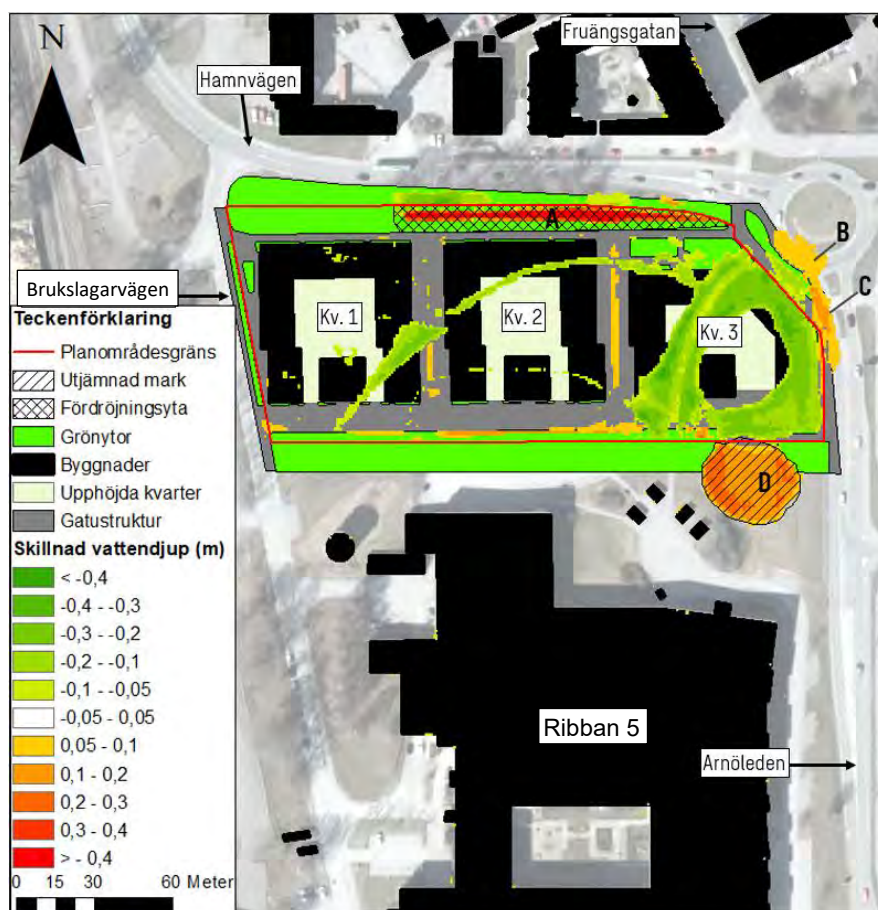 N
Fruängsgatan
Hamnvägen
A
B
C
Brukslagarvägen
Kv. 1
Kv. 2
Kv. 3
Teckenförklaring
Planområdesgräns
Utjämnad mark
Fördröjningsyta
Grönytor
Byggnader
Upphöjda kvarter
Gatustruktur
Skillnad vattendjup (m)
< -0,4
-0,4 - -0,3
-0,3 - -0,2
-0,2 - -0,1
-0,1 - -0,05
-0,05 - 0,05
0,05 - 0,1
0,1 - 0,2
0,2 - 0,3
0,3 - 0,4
> - 0,4
0 15 30 60 Meter
D
Ribban 5
Arnöleden